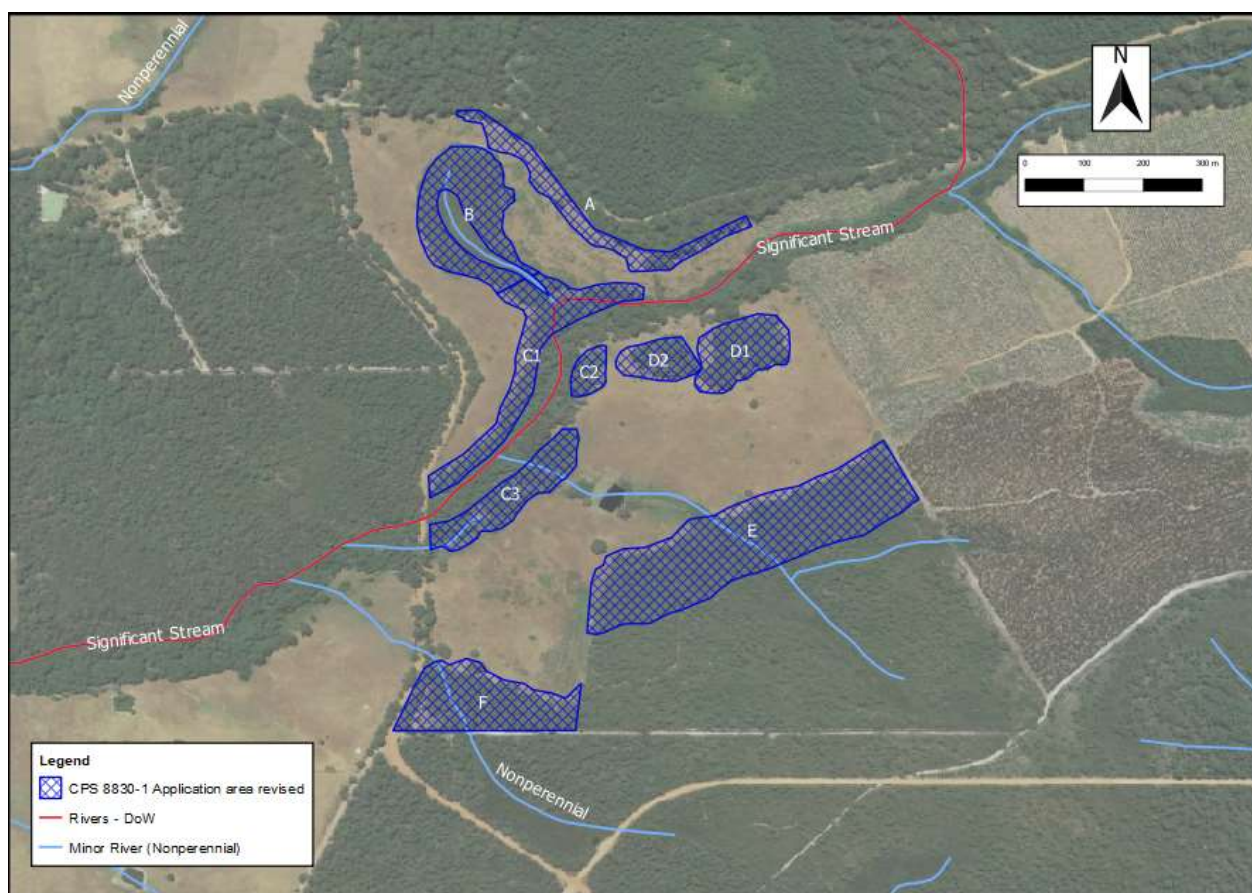 Nonperennial
N
0 100 200 300 m
A
B
Significant Stream
C1
C2
D2
D1
C3
E
Significant Stream
F
Nonperennial
Legend
CPS 8830-1 Application area revised
Rivers - DoW
Minor River (Nonperennial)